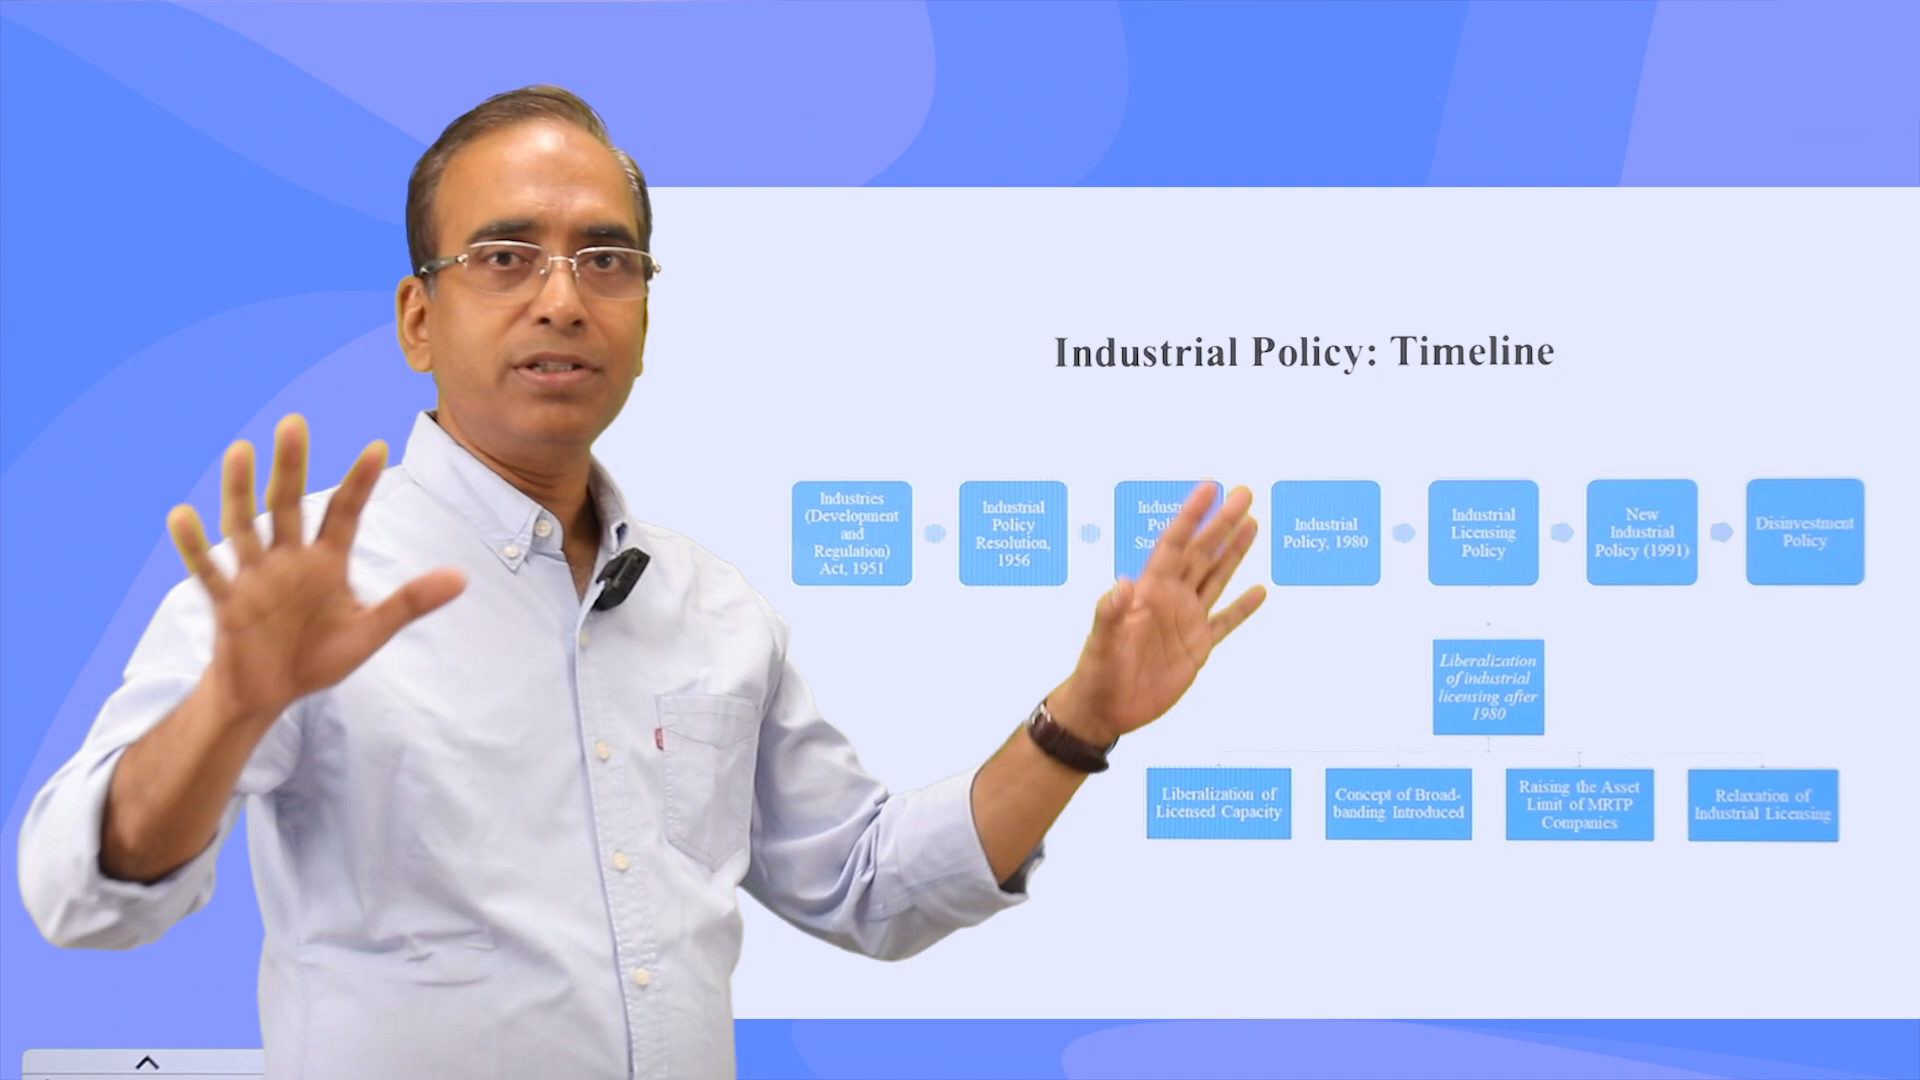 Industrial Policy: Timeline
Industries
(Development
and
Regulation)
Act, 1951
Industrial
Policy
Resolution,
1956
Industrial
Policy, 1980
Industrial
Licensing
Policy
New
Industrial
Policy (1991)
Disinvestment
Policy
Liberalization
of industrial
licensing after
1980
Liberalization of
Licensed Capacity
Concept of Broad-
banding Introduced
Raising the Asset
Limit of MRTP
Companies
Relaxation of
Industrial Licensing